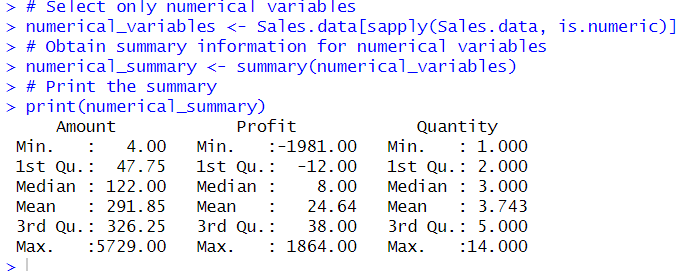 > # Select only numerical variables
> numerical_variables <- Sales.data[sapply(Sales.data, is.numeric)]
> # Obtain summary information for numerical variables
> numerical_summary <- summary(numerical_variables)
> # Print the summary
> print(numerical_summary)
     Amount            Profit            Quantity
 Min.   :   4.00   Min.   :-1981.00   Min.   : 1.000
 1st Qu.:  47.75   1st Qu.:  -12.00   1st Qu.: 2.000
 Median : 122.00   Median :    8.00   Median : 3.000
 Mean   : 291.85   Mean   :   24.64   Mean   : 3.743
 3rd Qu.: 326.25   3rd Qu.:   38.00   3rd Qu.: 5.000
 Max.   :5729.00   Max.   : 1864.00   Max.   :14.000
>